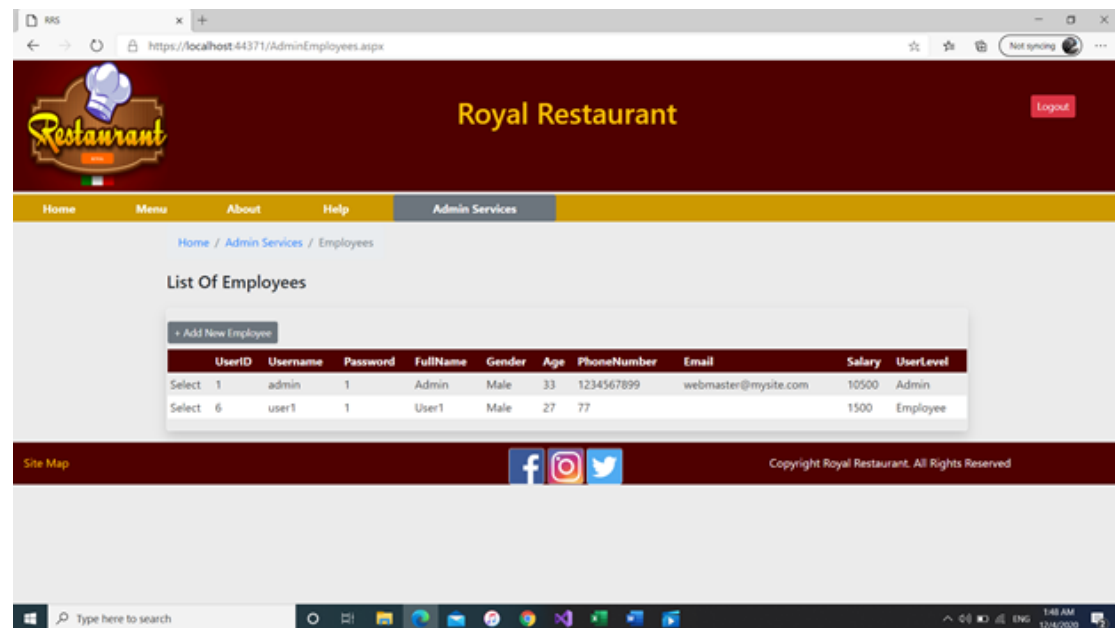 RRS
https://localhost:44371/AdminEmployees.aspx
Not syncing
Restaurant
Royal Restaurant
Logout
Home Menu About Help Admin Services
Home / Admin Services / Employees
List Of Employees
+ Add New Employee
UserID Username Password FullName Gender Age PhoneNumber Email Salary UserLevel
Select 1 admin 1 Admin Male 33 1234567899 webmaster@mysite.com 10500 Admin
Select 6 user1 1 User1 Male 27 77 1500 Employee
Site Map
Copyright Royal Restaurant. All Rights Reserved
Type here to search
ENG
1:48 AM
12/4/2020